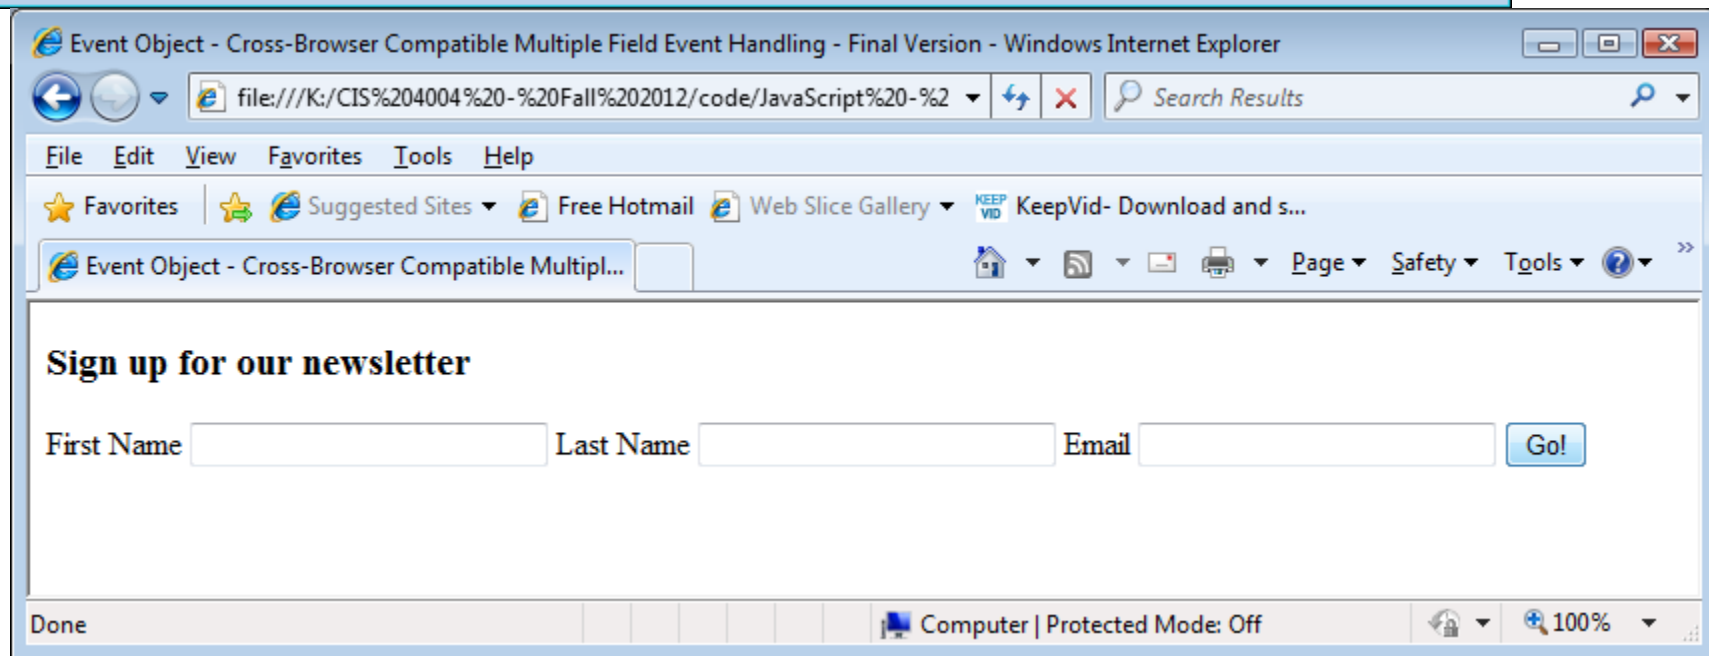 Event Object - Cross-Browser Compatible Multiple Field Event Handling - Final Version - Windows Internet Explorer
file:///K:/CIS%204004%20-%20Fall%202012/code/JavaScript%20-%2 Search Results
File Edit View Favorites Tools Help
Favorites Suggested Sites Free Hotmail Web Slice Gallery KEEP VID KeepVid- Download and s...
Event Object - Cross-Browser Compatible Multipl... Page Safety Tools »
Sign up for our newsletter
First Name Last Name Email Go!
Done Computer | Protected Mode: Off 100%